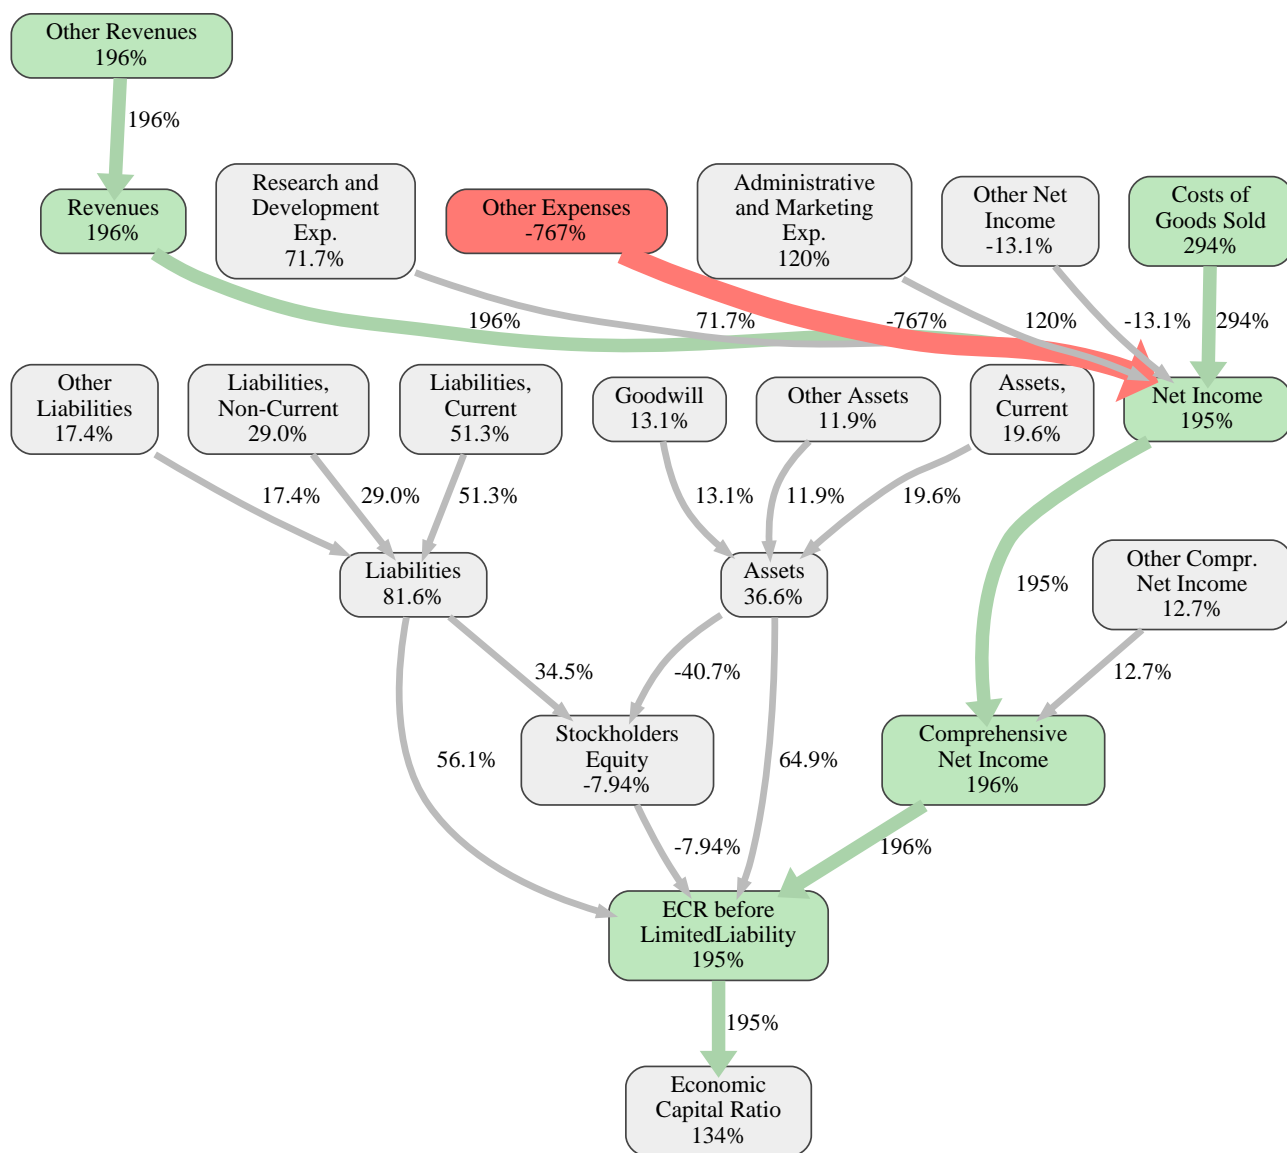 Other Revenues
196%
196%
Revenues
196%
Research and
Development
Exp.
71.7%
Other Expenses
-767%
Administrative
and Marketing
Exp.
120%
Other Net
Income
-13.1%
Costs of
Goods Sold
294%
196%
71.7%
-767%
120%
-13.1%
294%
Other
Liabilities
17.4%
Liabilities,
Non-Current
29.0%
Liabilities,
Current
51.3%
Goodwill
13.1%
Other Assets
11.9%
Assets,
Current
19.6%
Net Income
195%
17.4%
29.0%
51.3%
13.1%
11.9%
19.6%
Liabilities
81.6%
Assets
36.6%
195%
Other Compr.
Net Income
12.7%
34.5%
-40.7%
12.7%
56.1%
Stockholders
Equity
-7.94%
64.9%
Comprehensive
Net Income
196%
-7.94%
196%
ECR before
LimitedLiability
195%
195%
Economic
Capital Ratio
134%